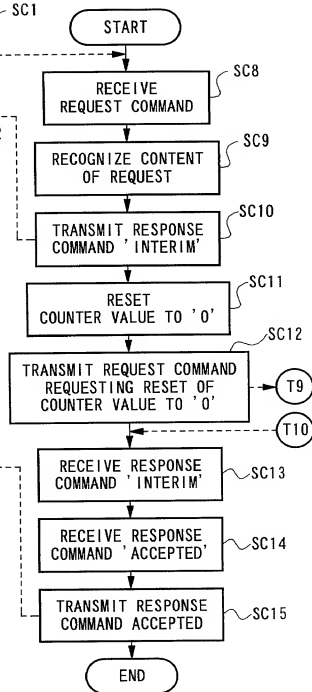 SC1
START
SC8
RECEIVE
REQUEST COMMAND
SC9
RECOGNIZE CONTENT
OF REQUEST
SC10
TRANSMIT RESPONSE
COMMAND 'INTERIM'
SC11
RESET
COUNTER VALUE TO '0'
SC12
TRANSMIT REQUEST COMMAND
REQUESTING RESET OF
COUNTER VALUE TO '0'
T9
T10
RECEIVE RESPONSE
COMMAND 'INTERIM'
SC13
RECEIVE RESPONSE
COMMAND 'ACCEPTED'
SC14
TRANSMIT RESPONSE
COMMAND ACCEPTED
SC15
END